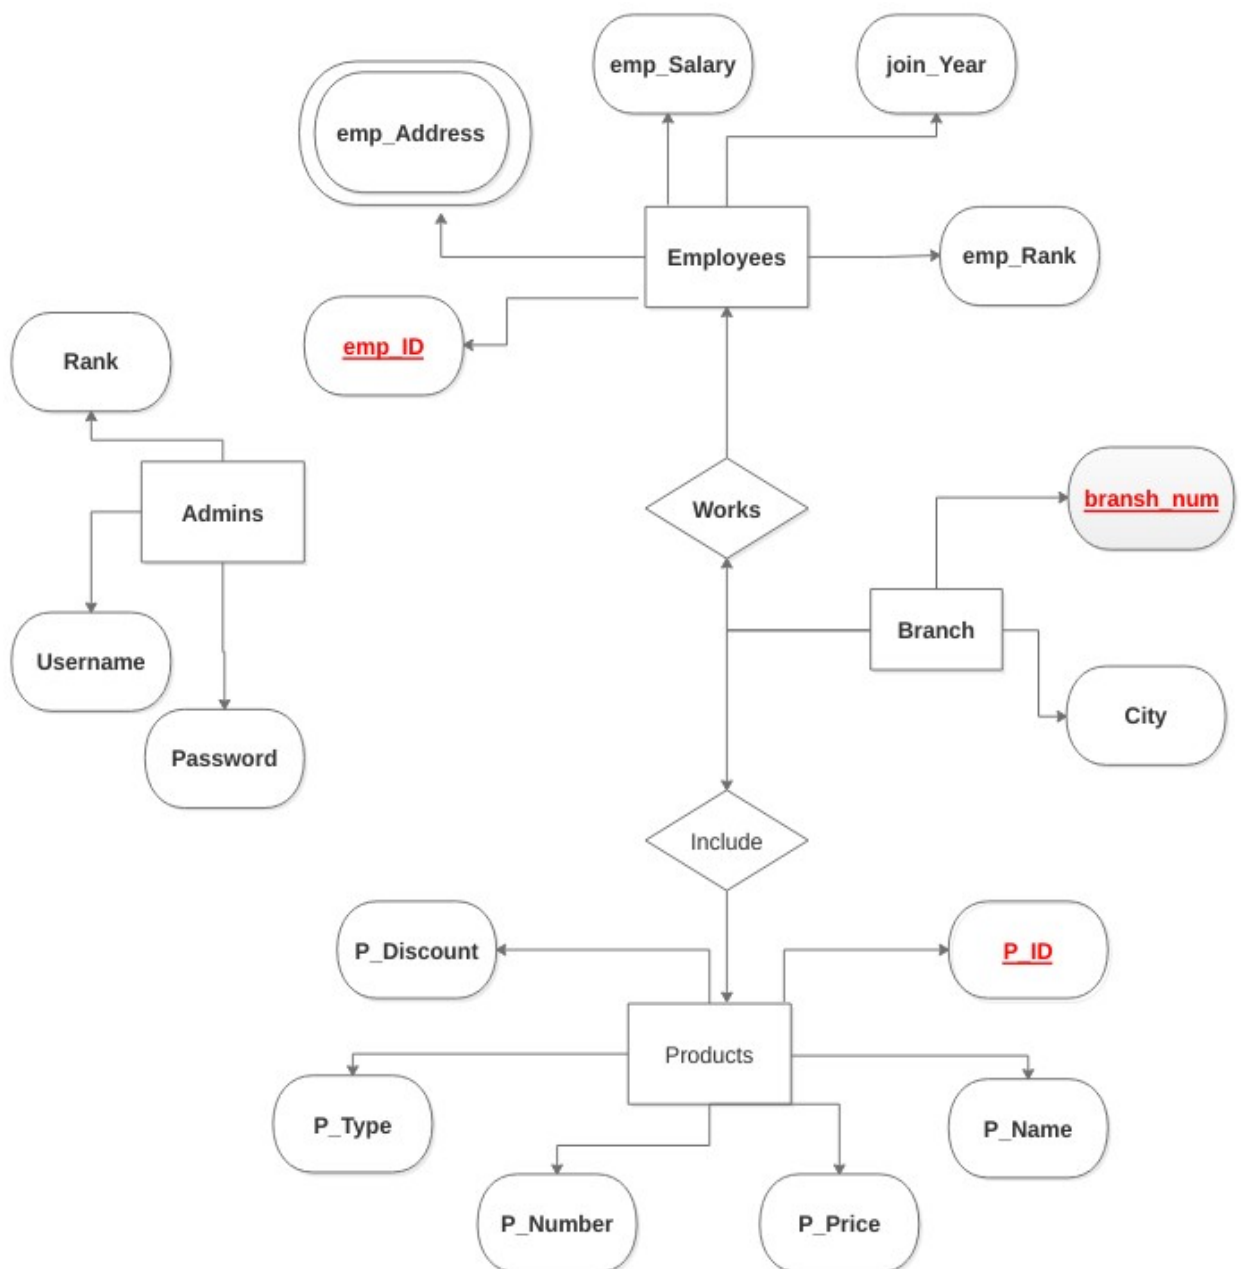 emp_Salary
join_Year
emp_Address
Employees
emp_Rank
emp_ID
Rank
Admins
Works
bransh_num
Branch
Username
City
Password
Include
P_Discount
P_ID
Products
P_Type
P_Name
P_Number
P_Price